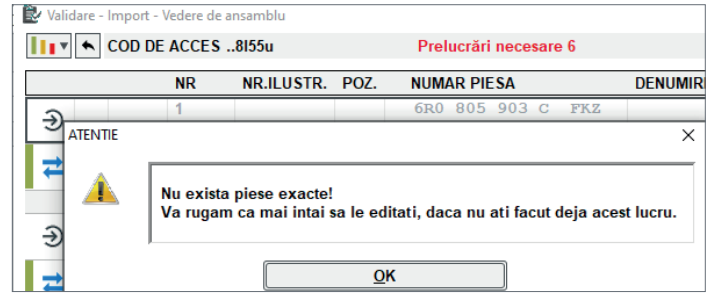 Validare - Import - Vedere de ansamblu
COD DE ACCES ..8l55u Prelucrări necesare 6
NR NR.ILUSTR. POZ. NUMAR PIESA DENUMIRI
1 6R0 805 903 C FKZ
ATENTIE
Nu exista piese exacte!
Va rugam ca mai intai sa le editati, daca nu ati facut deja acest lucru.
OK